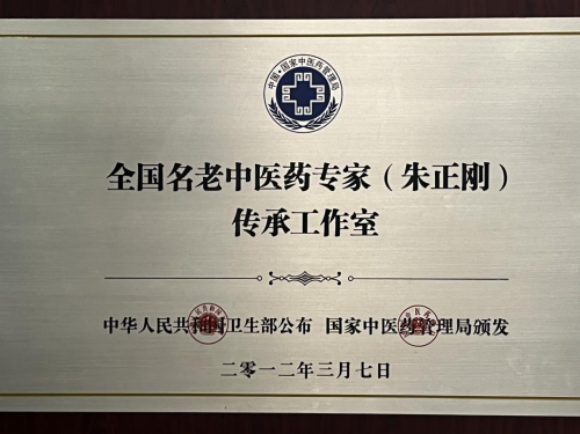 中国·国家中医药管理局
全国名老中医药专家（朱正刚）
传承工作室
中华人民共和国卫生部公布 国家中医药管理局颁发
二零一二年三月七日